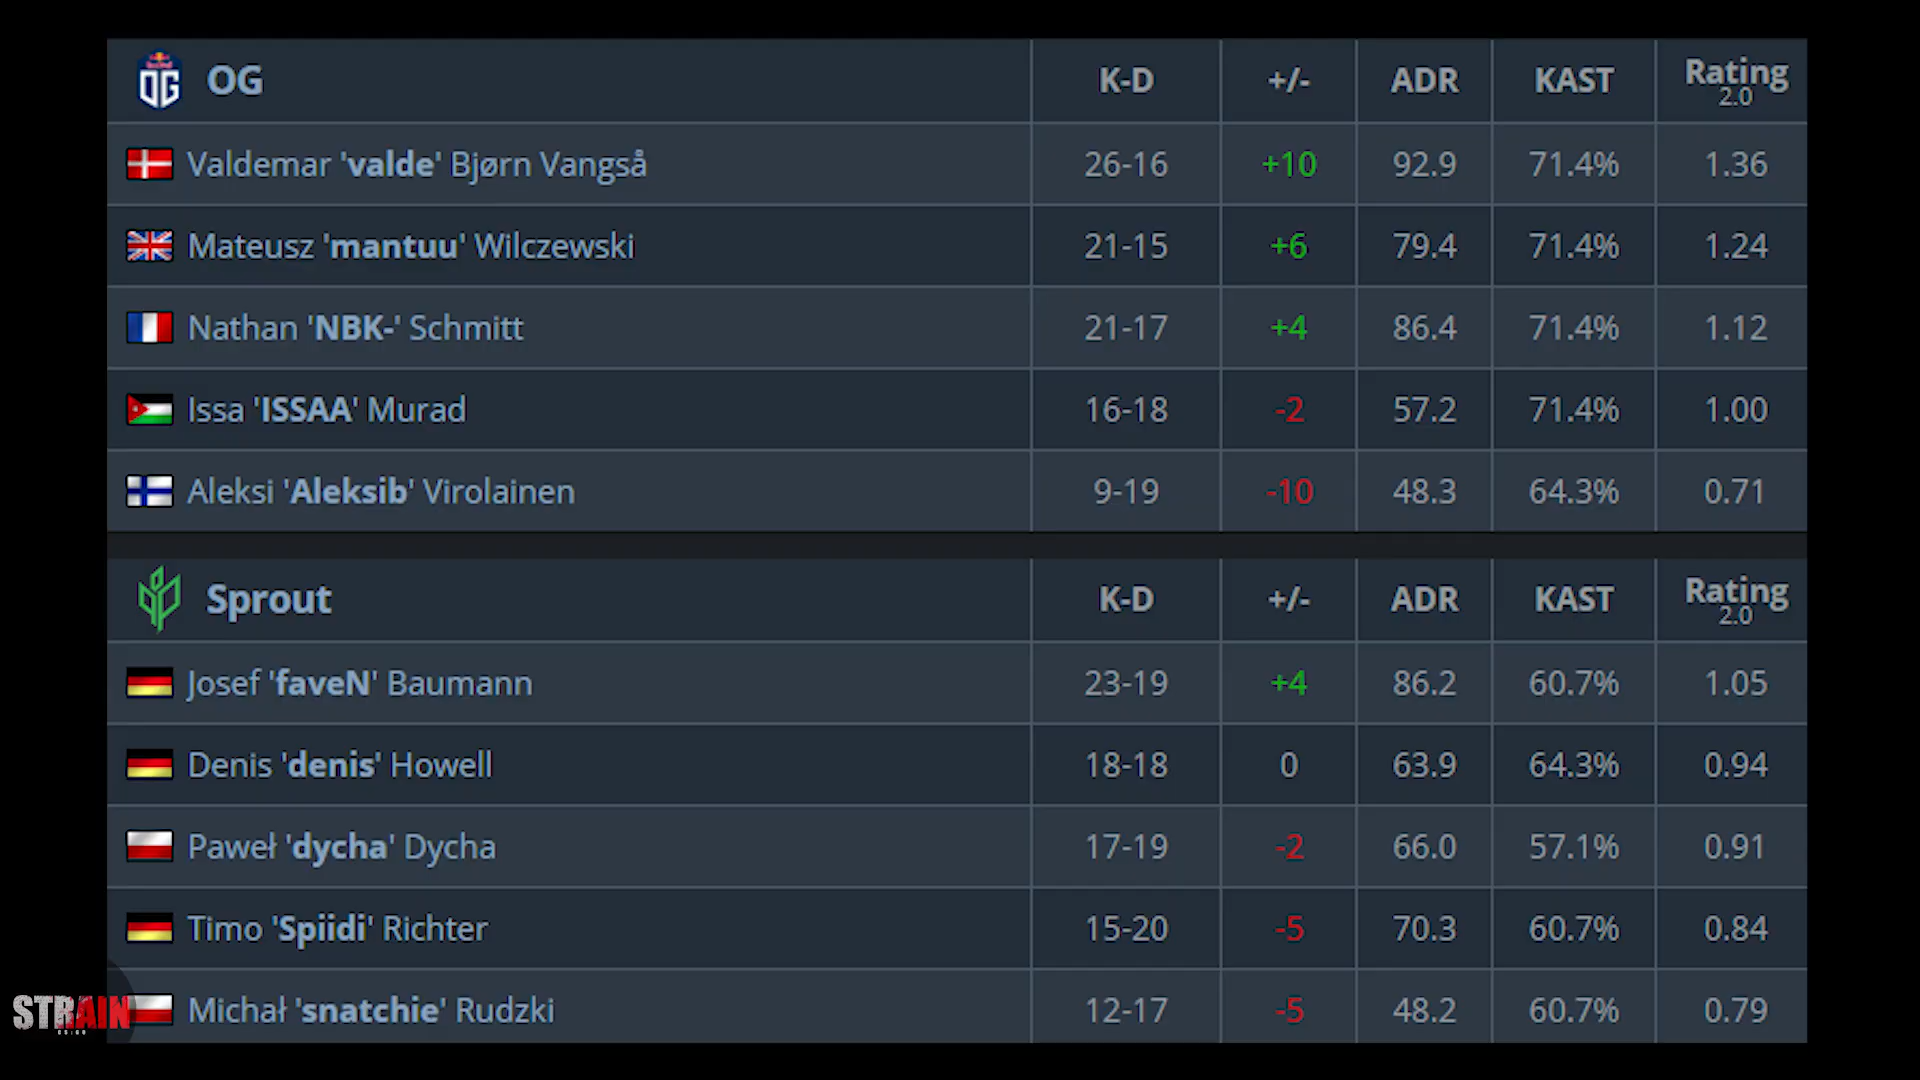 OG K-D +/- ADR KAST Rating 2.0
Valdemar 'valde' Bjørn Vangså 26-16 +10 92.9 71.4% 1.36
Mateusz 'mantuu' Wilczewski 21-15 +6 79.4 71.4% 1.24
Nathan 'NBK-' Schmitt 21-17 +4 86.4 71.4% 1.12
Issa 'ISSAA' Murad 16-18 -2 57.2 71.4% 1.00
Aleksi 'Aleksib' Virolainen 9-19 -10 48.3 64.3% 0.71
Sprout K-D +/- ADR KAST Rating 2.0
Josef 'faveN' Baumann 23-19 +4 86.2 60.7% 1.05
Denis 'denis' Howell 18-18 0 63.9 64.3% 0.94
Paweł 'dycha' Dycha 17-19 -2 66.0 57.1% 0.91
Timo 'Spiidi' Richter 15-20 -5 70.3 60.7% 0.84
Michał 'snatchie' Rudzki 12-17 -5 48.2 60.7% 0.79
STRAIN